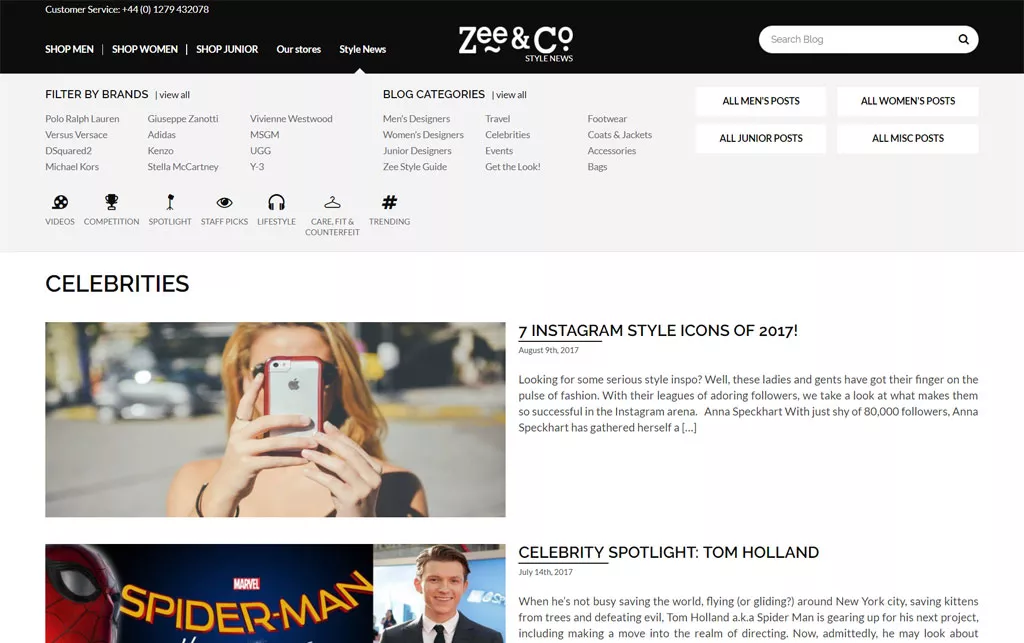 Customer Service: +44 (0) 1279 432078
SHOP MEN | SHOP WOMEN | SHOP JUNIOR Our stores Style News
Zee & Co
STYLE NEWS
Search Blog
FILTER BY BRANDS | view all
Polo Ralph Lauren Giuseppe Zanotti Vivienne Westwood
Versus Versace Adidas MSGM
DSquared2 Kenzo UGG
Michael Kors Stella McCartney Y-3
BLOG CATEGORIES | view all
Men's Designers Travel Footwear
Women's Designers Celebrities Coats & Jackets
Junior Designers Events Accessories
Zee Style Guide Get the Look! Bags
ALL MEN'S POSTS ALL WOMEN'S POSTS
ALL JUNIOR POSTS ALL MISC POSTS
VIDEOS COMPETITION SPOTLIGHT STAFF PICKS LIFESTYLE CARE, FIT & TRENDING
COUNTERFEIT
CELEBRITIES
7 INSTAGRAM STYLE ICONS OF 2017!
August 9th, 2017
Looking for some serious style inspo? Well, these ladies and gents have got their finger on the
pulse of fashion. With their leagues of adoring followers, we take a look at what makes them
so successful in the Instagram arena. Anna Speckhart With just shy of 80,000 followers, Anna
Speckhart has gathered herself a [...]
MARVEL
SPIDER-MAN
CELEBRITY SPOTLIGHT: TOM HOLLAND
July 14th, 2017
When he's not busy saving the world, flying (or gliding?) around New York city, saving kittens
from trees and defeating evil, Tom Holland a.k.a Spider Man is gearing up for his next project,
including making a move into the realm of directing. Now, admittedly, he may look about